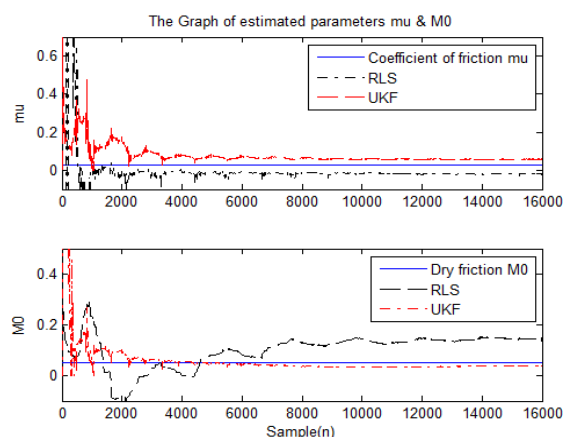 The Graph of estimated parameters mu & M0
0.6
0.4
0.2
0
mu
Coefficient of friction mu
RLS
UKF
0 2000 4000 6000 8000 10000 12000 14000 16000
0.4
0.2
0
M0
Dry friction M0
RLS
UKF
0 2000 4000 6000 8000 10000 12000 14000 16000
Sample(n)